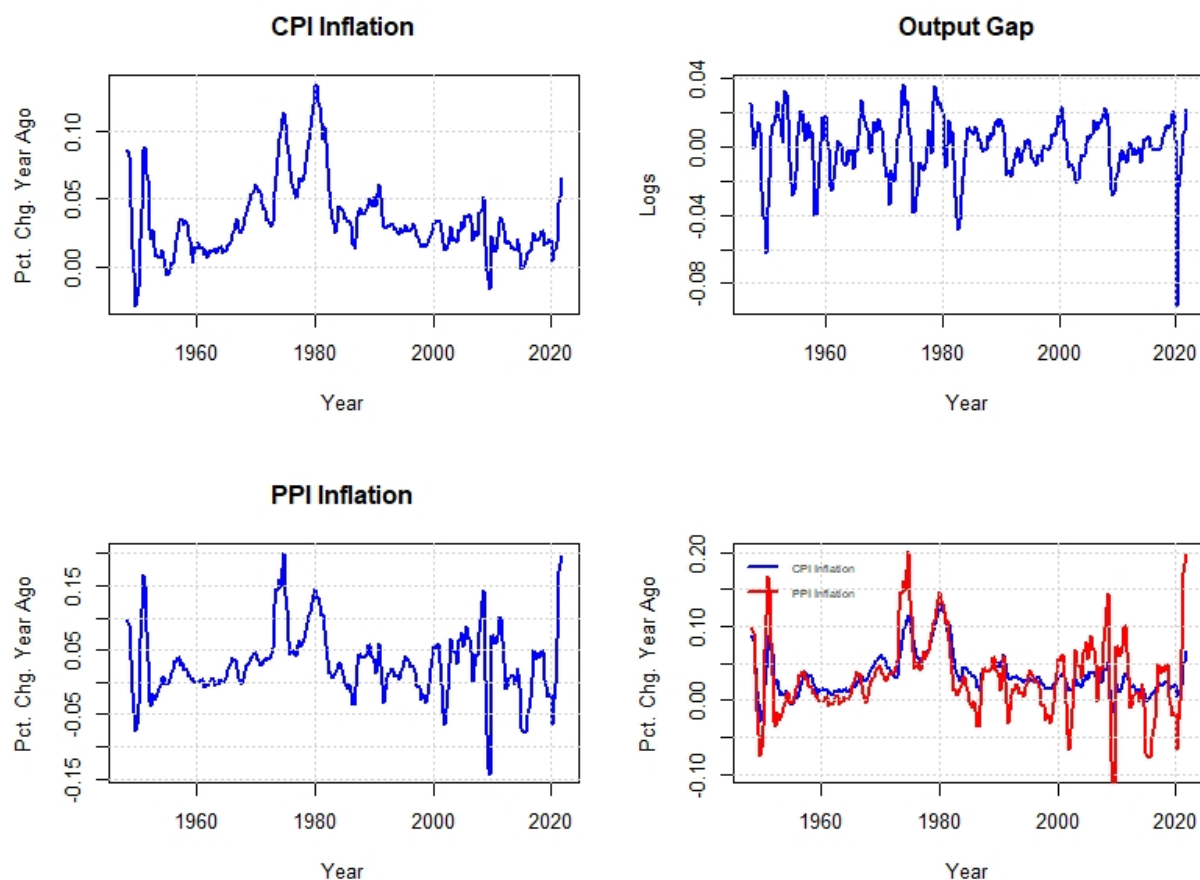 CPI Inflation
Pct. Chg. Year Ago
0.10
0.05
0.00
1960 1980 2000 2020
Year
Output Gap
Logs
0.04
0.00
-0.04
-0.08
1960 1980 2000 2020
Year
PPI Inflation
Pct. Chg. Year Ago
0.15
0.05
-0.05
-0.15
1960 1980 2000 2020
Year
Pct. Chg. Year Ago
0.20
0.10
0.00
-0.10
CPI Inflation
PPI Inflation
1960 1980 2000 2020
Year